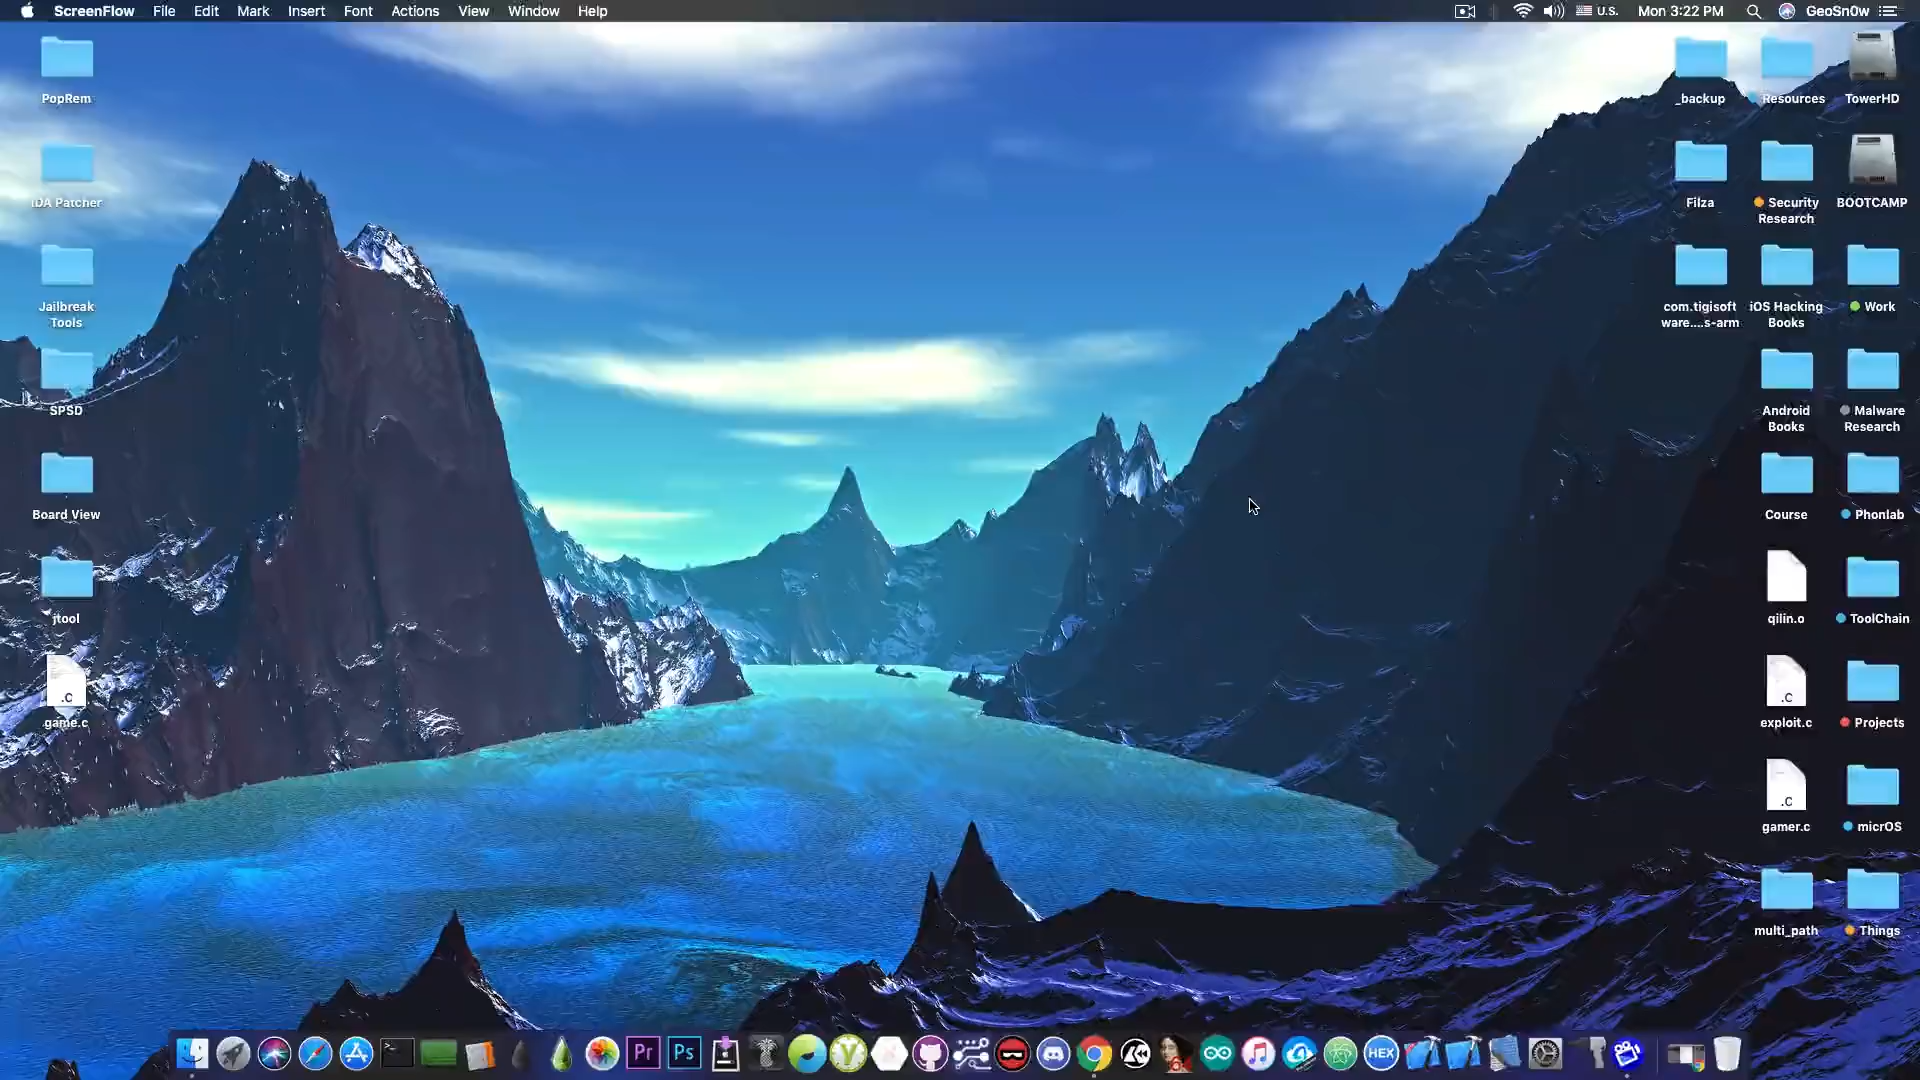 ScreenFlow File Edit Mark Insert Font Actions View Window Help U.S. Mon 3:22 PM GeoSn0w
PopRem
iDA Patcher
Jailbreak
Tools
SPSD
Board View
jtool
.C
game.c
_backup
Resources
TowerHD
Filza
Security
Research
BOOTCAMP
com.tigisoft
ware....s-arm
iOS Hacking
Books
Work
Android
Books
Malware
Research
Course
Phonlab
qilin.o
ToolChain
.C
exploit.c
Projects
.C
gamer.c
micrOS
multi_path
Things
Pr Ps HEX